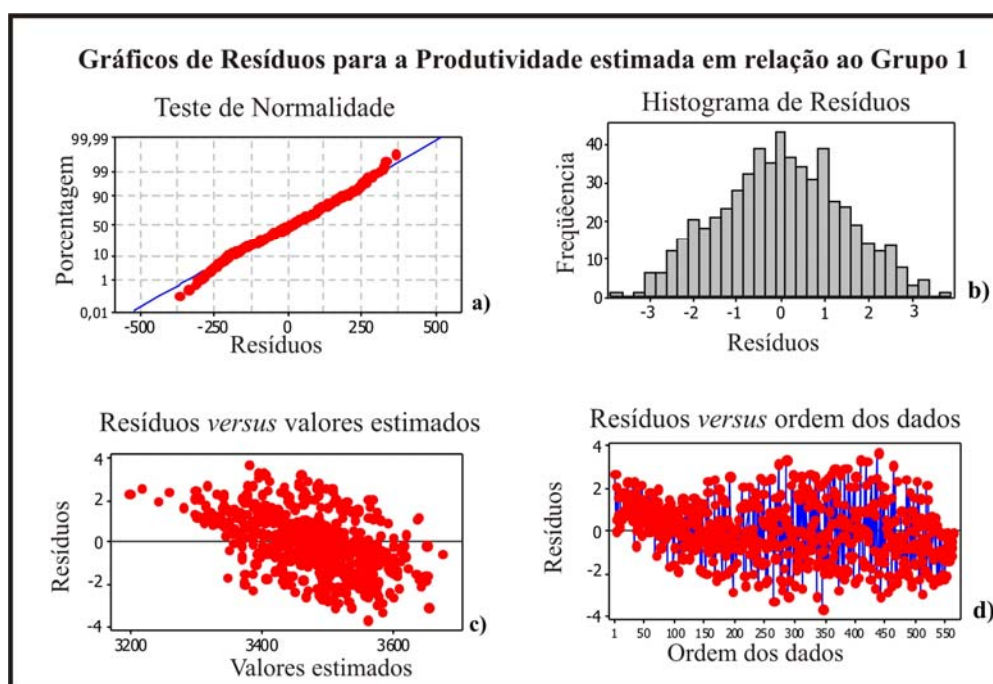 Gráficos de Resíduos para a Produtividade estimada em relação ao Grupo 1
Teste de Normalidade
99,99
99
90
50
10
1
0,01
Porcentagem
-500 -250 0 250 500
Resíduos
a)
Histograma de Resíduos
40
30
20
10
0
Freqüêencia
-3 -2 -1 0 1 2 3
Resíduos
b)
Resíduos versus valores estimados
4
2
0
-2
-4
Resíduos
3200 3400 3600
Valores estimados
c)
Resíduos versus ordem dos dados
4
2
0
-2
-4
Resíduos
1 50 100 150 200 250 300 350 400 450 500 550
Ordem dos dados
d)